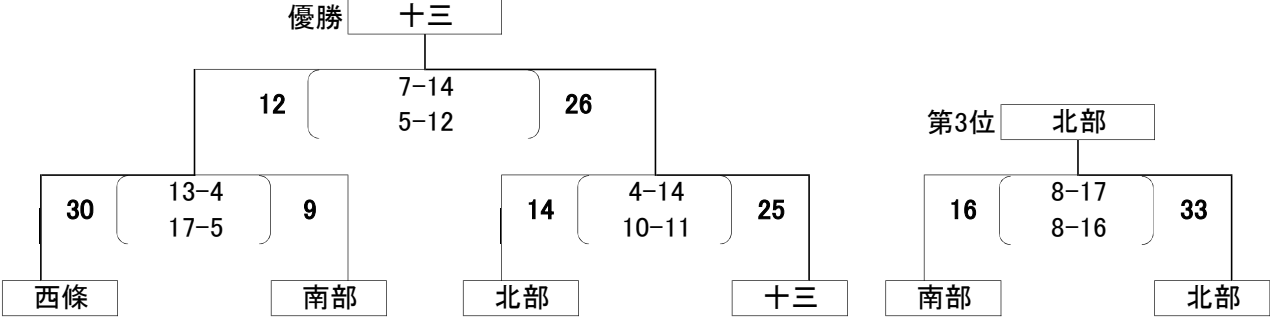 優勝 十三
12 7-14 26
5-12
第3位 北部
30 13-4 9
17-5
14 4-14 25
10-11
16 8-17 33
8-16
西條 南部 北部 十三 南部 北部